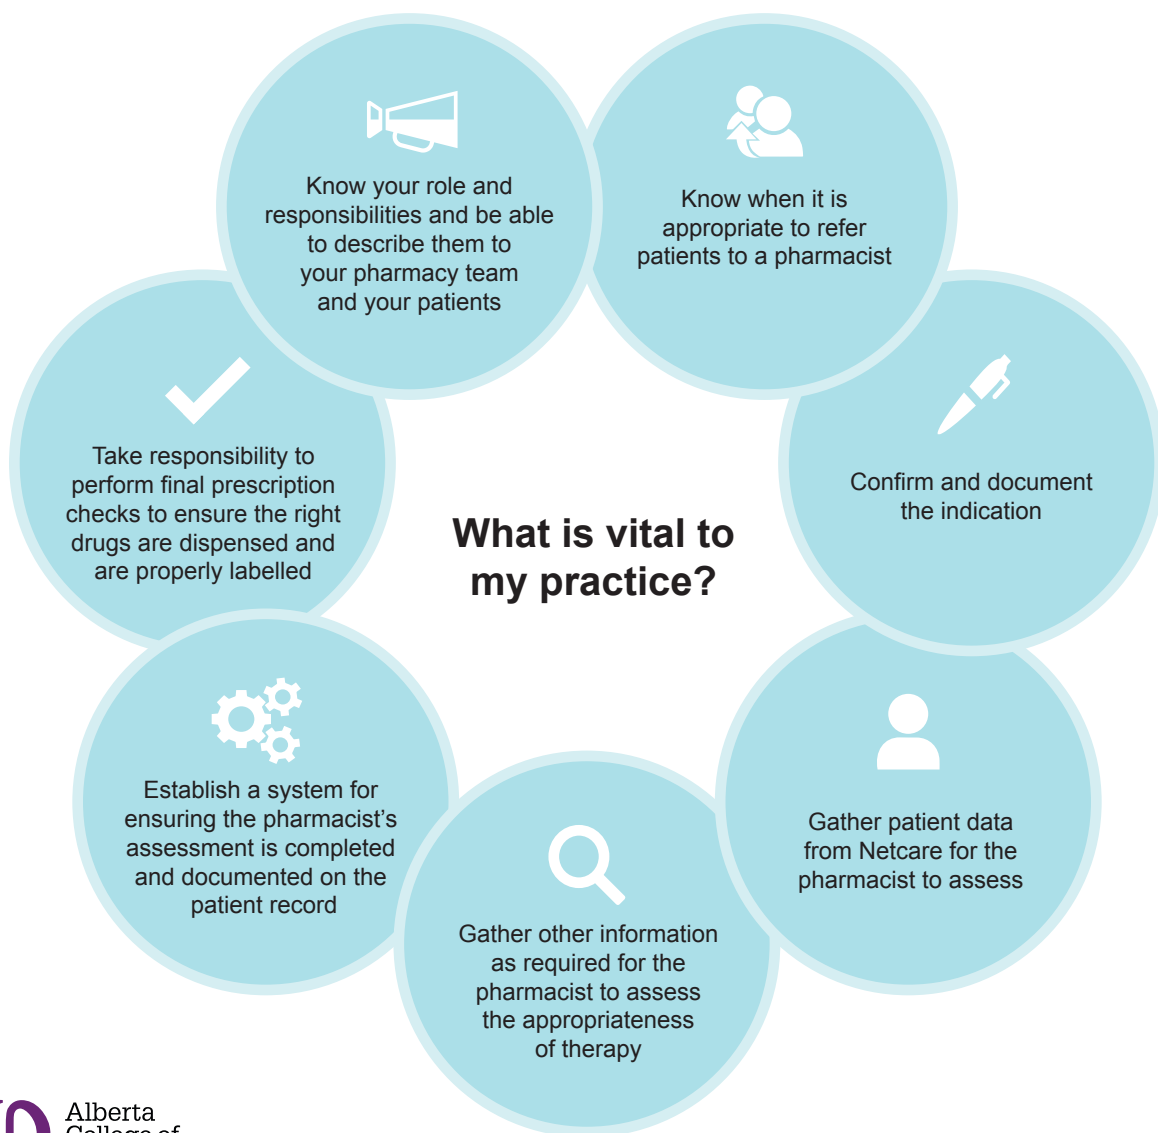 Know your role and
responsibilities and be able
to describe them to
your pharmacy team
and your patients
Know when it is
appropriate to refer
patients to a pharmacist
Confirm and document
the indication
Gather patient data
from Netcare for the
pharmacist to assess
Gather other information
as required for the
pharmacist to assess
the appropriateness
of therapy
Establish a system for
ensuring the pharmacist’s
assessment is completed
and documented on the
patient record
Take responsibility to
perform final prescription
checks to ensure the right
drugs are dispensed and
are properly labelled
What is vital to
my practice?
Alberta
College of